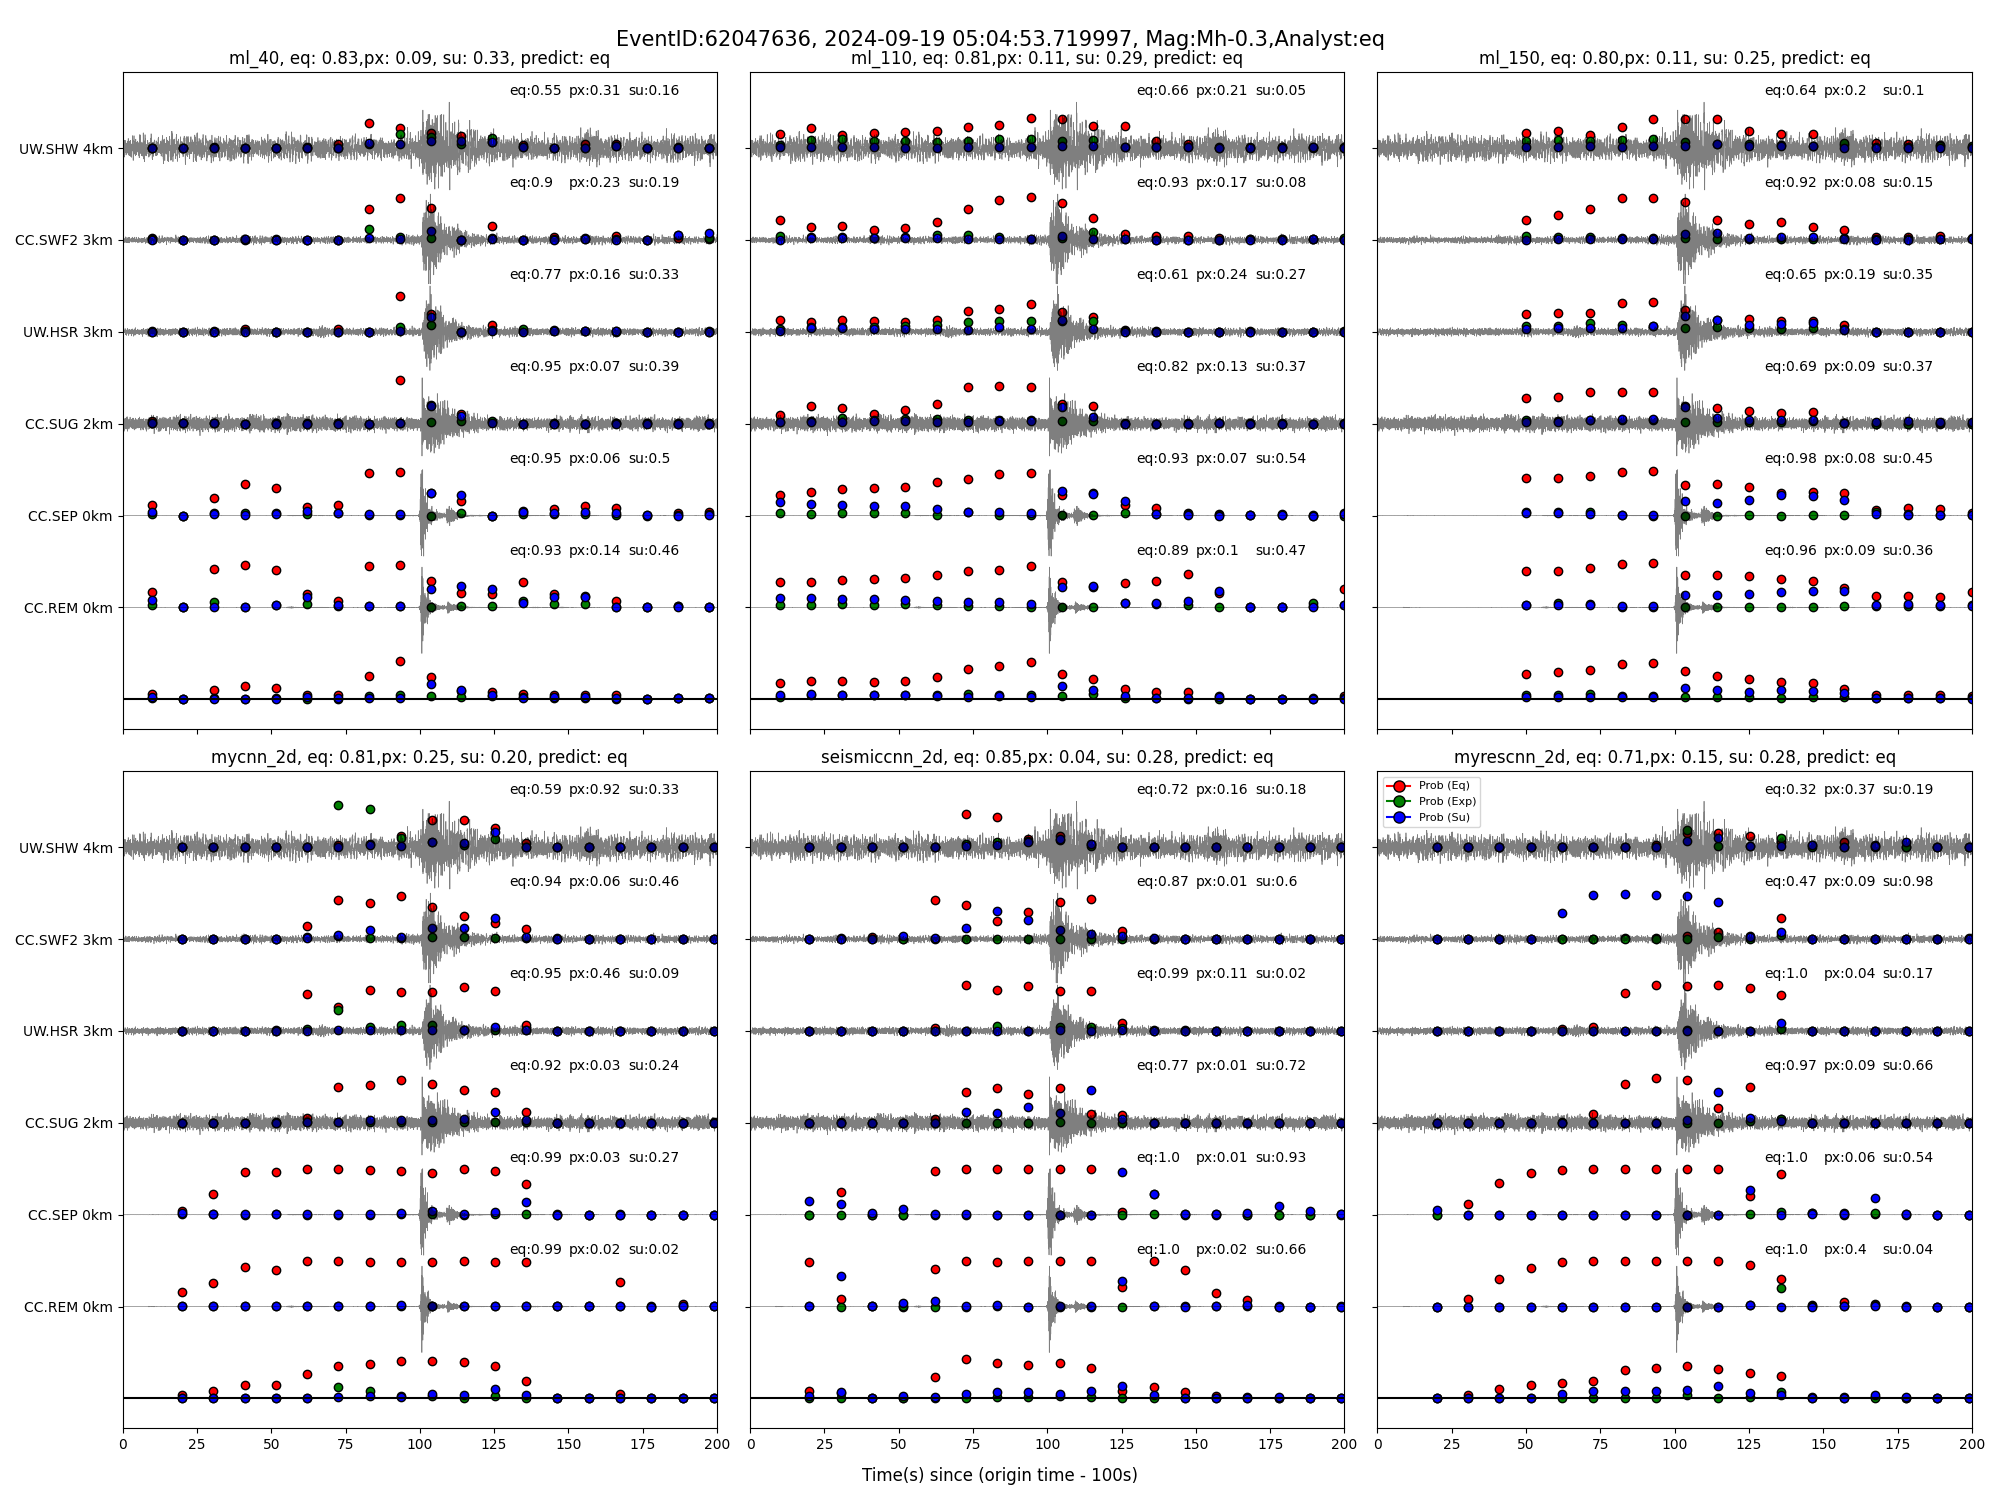 EventID:62047636, 2024-09-19 05:04:53.719997, Mag:Mh-0.3,Analyst:eq
ml_40, eq: 0.83,px: 0.09, su: 0.33, predict: eq
UW.SHW 4km
eq:0.55 px:0.31 su:0.16
CC.SWF2 3km
eq:0.9 px:0.23 su:0.19
UW.HSR 3km
eq:0.77 px:0.16 su:0.33
CC.SUG 2km
eq:0.95 px:0.07 su:0.39
CC.SEP 0km
eq:0.95 px:0.06 su:0.5
CC.REM 0km
eq:0.93 px:0.14 su:0.46
ml_110, eq: 0.81,px: 0.11, su: 0.29, predict: eq
eq:0.66 px:0.21 su:0.05
eq:0.93 px:0.17 su:0.08
eq:0.61 px:0.24 su:0.27
eq:0.82 px:0.13 su:0.37
eq:0.93 px:0.07 su:0.54
eq:0.89 px:0.1 su:0.47
ml_150, eq: 0.80,px: 0.11, su: 0.25, predict: eq
eq:0.64 px:0.2 su:0.1
eq:0.92 px:0.08 su:0.15
eq:0.65 px:0.19 su:0.35
eq:0.69 px:0.09 su:0.37
eq:0.98 px:0.08 su:0.45
eq:0.96 px:0.09 su:0.36
mycnn_2d, eq: 0.81,px: 0.25, su: 0.20, predict: eq
UW.SHW 4km
eq:0.59 px:0.92 su:0.33
CC.SWF2 3km
eq:0.94 px:0.06 su:0.46
UW.HSR 3km
eq:0.95 px:0.46 su:0.09
CC.SUG 2km
eq:0.92 px:0.03 su:0.24
CC.SEP 0km
eq:0.99 px:0.03 su:0.27
CC.REM 0km
eq:0.99 px:0.02 su:0.02
0 25 50 75 100 125 150 175 200
seismiccnn_2d, eq: 0.85,px: 0.04, su: 0.28, predict: eq
eq:0.72 px:0.16 su:0.18
eq:0.87 px:0.01 su:0.6
eq:0.99 px:0.11 su:0.02
eq:0.77 px:0.01 su:0.72
eq:1.0 px:0.01 su:0.93
eq:1.0 px:0.02 su:0.66
0 25 50 75 100 125 150 175 200
myrescnn_2d, eq: 0.71,px: 0.15, su: 0.28, predict: eq
Prob (Eq)
Prob (Exp)
Prob (Su)
eq:0.32 px:0.37 su:0.19
eq:0.47 px:0.09 su:0.98
eq:1.0 px:0.04 su:0.17
eq:0.97 px:0.09 su:0.66
eq:1.0 px:0.06 su:0.54
eq:1.0 px:0.4 su:0.04
0 25 50 75 100 125 150 175 200
Time(s) since (origin time - 100s)